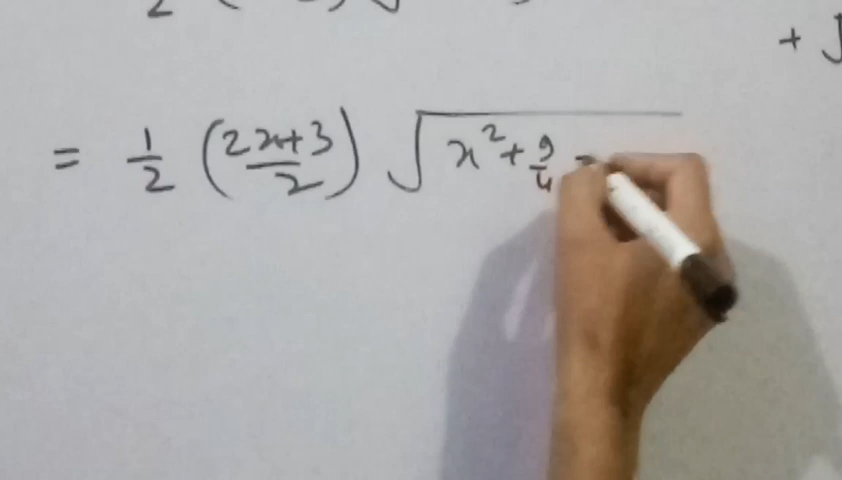 +
= 1/2 (2x+3/2) √x²+9/4 -